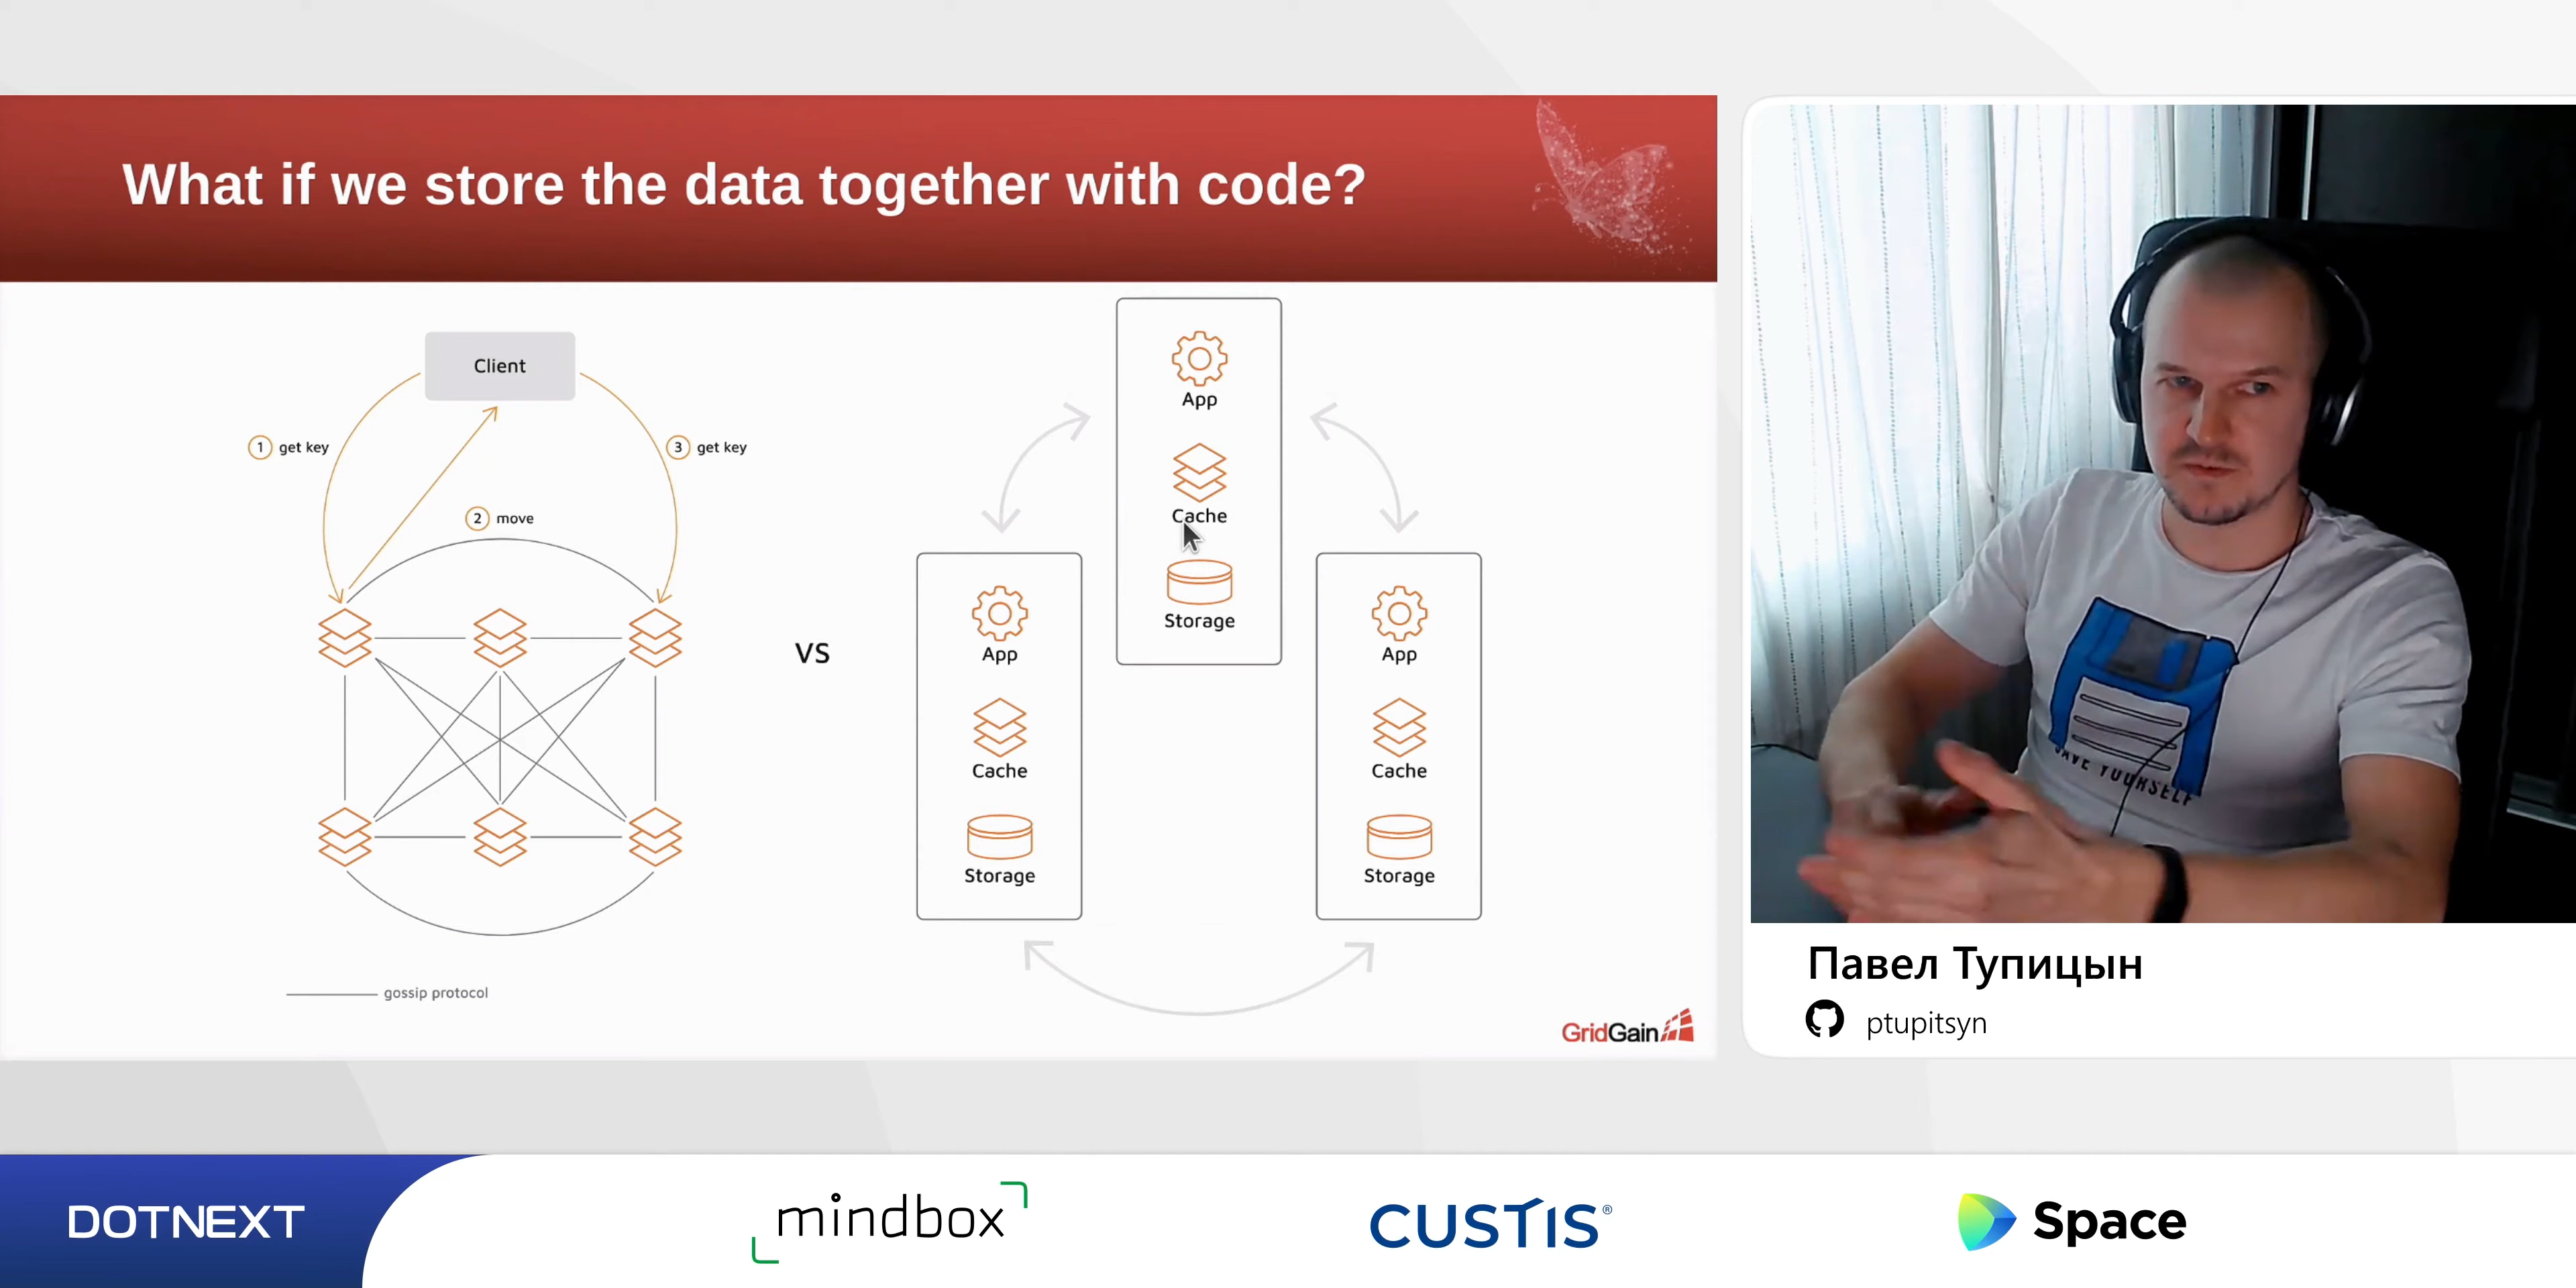 What if we store the data together with code?
Client
1 get key
3 get key
2 move
gossip protocol
VS
App
Cache
Storage
App
Cache
Storage
App
Cache
Storage
GridGain
SAVE YOURSELF
Павел Тупицын
ptupitsyn
DOTNEXT
mindbox
CUSTIS®
Space